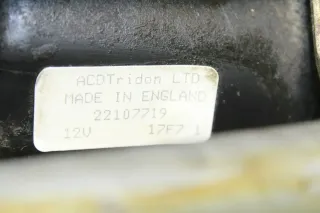 ACDTridon LTD
MADE IN ENGLAND
22107719
12V 17F7 1